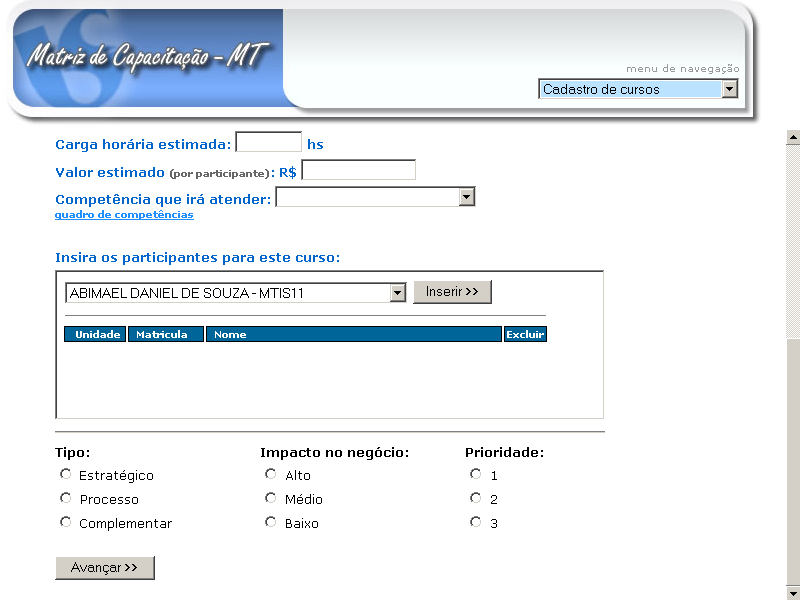 Matriz de Capacitação - MT
menu de navegação
Cadastro de cursos
Carga horária estimada: hs
Valor estimado (por participante): R$
Competência que irá atender:
quadro de competências
Insira os participantes para este curso:
ABIMAEL DANIEL DE SOUZA - MTIS11 Inserir >>
Unidade Matricula Nome Excluir
Tipo: Impacto no negócio: Prioridade:
Estratégico Alto 1
Processo Médio 2
Complementar Baixo 3
Avançar >>